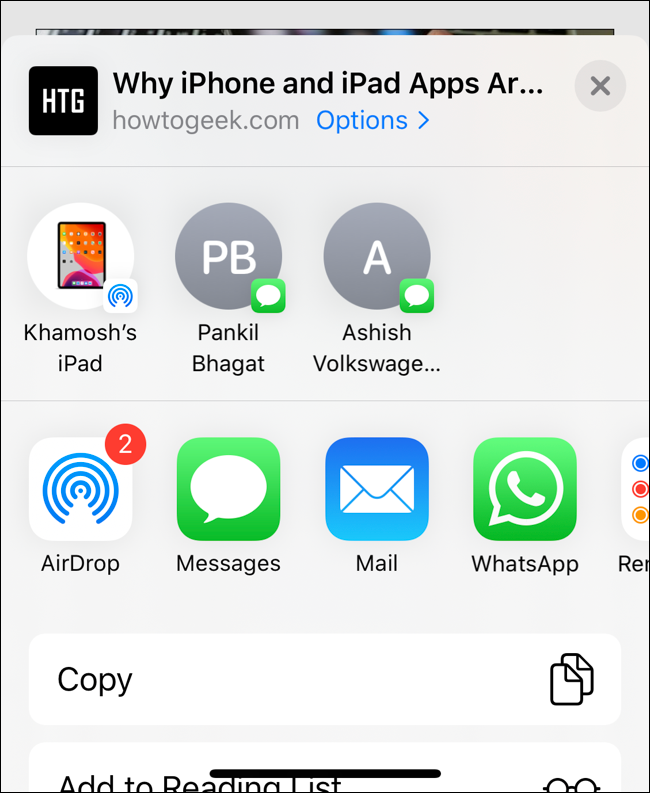 HTG
Why iPhone and iPad Apps Ar...
howtogeek.com Options >
Khamosh's
iPad
PB
Pankil
Bhagat
A
Ashish
Volkswage...
2
AirDrop
Messages
Mail
WhatsApp
Rer
Copy
Add to Reading List